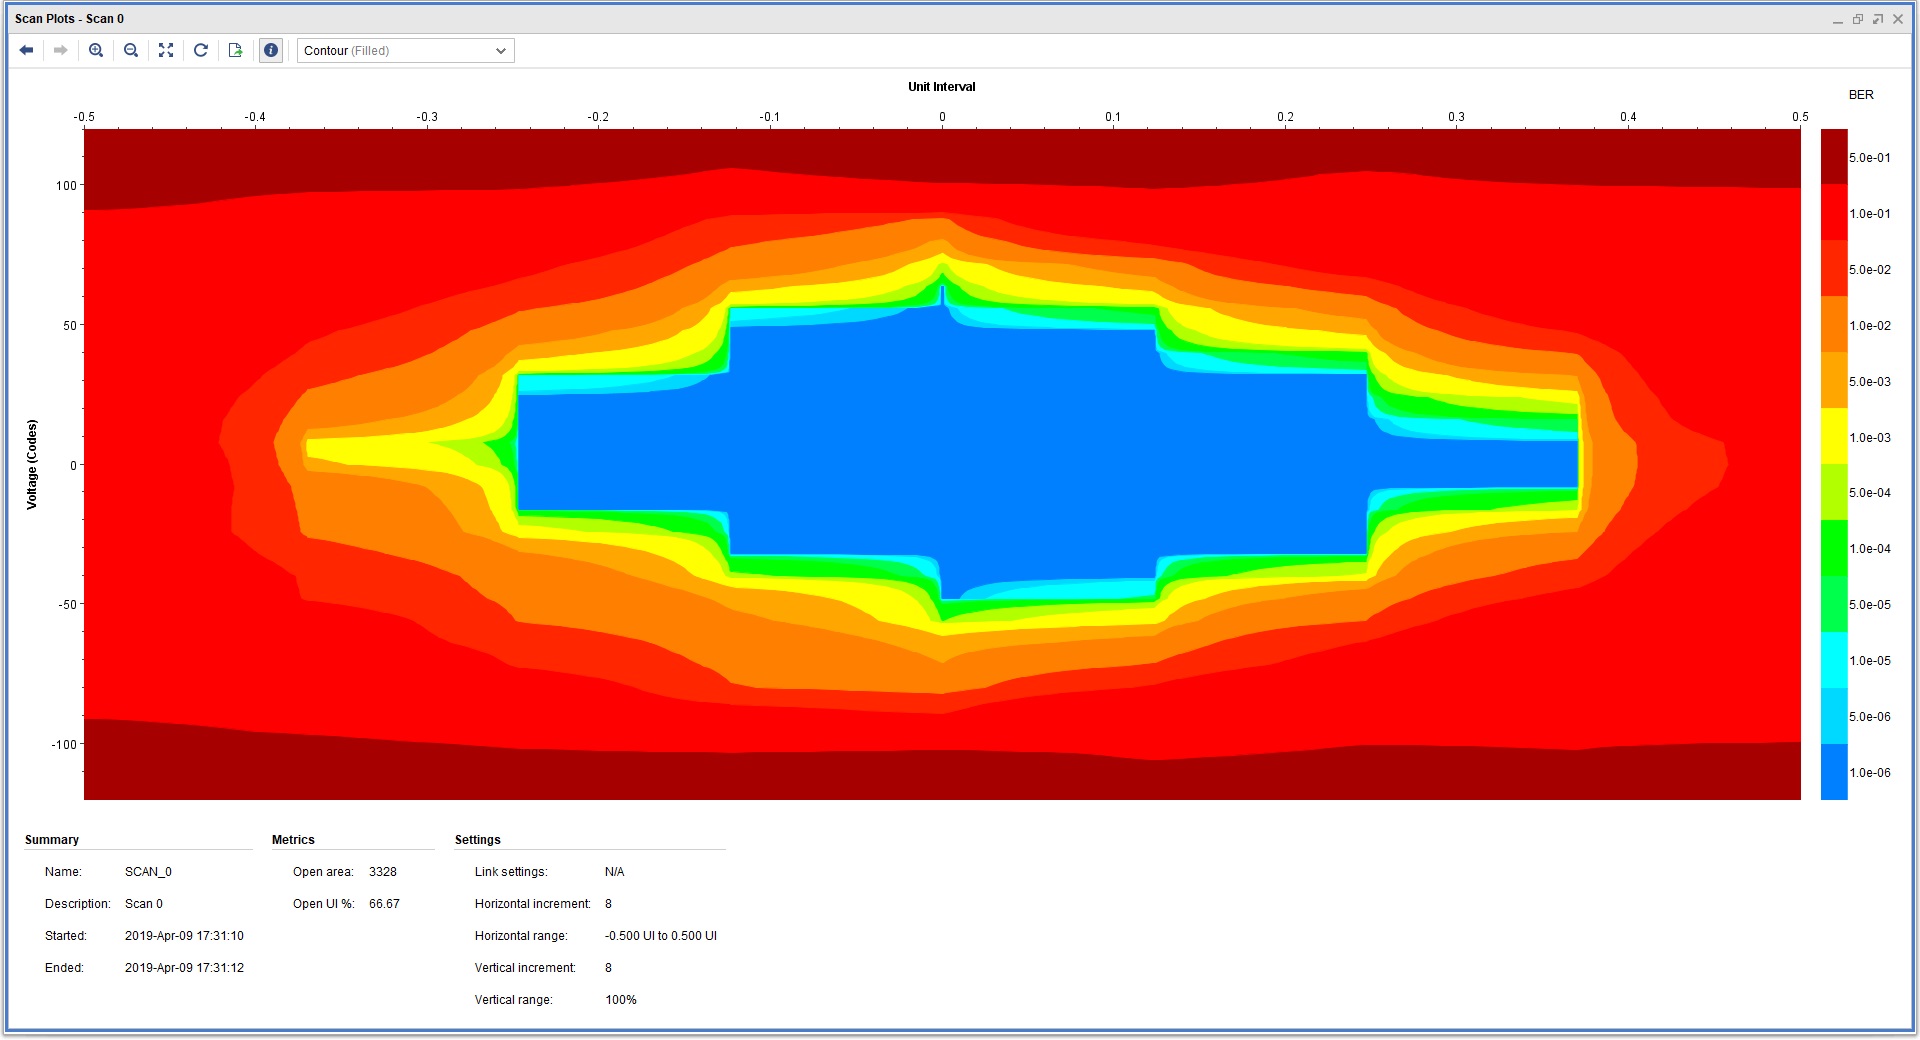 Scan Plots - Scan 0
Contour (Filled)
Unit Interval
BER
-0.5 -0.4 -0.3 -0.2 -0.1 0 0.1 0.2 0.3 0.4 0.5
100
50
0
-50
-100
Voltage (Codes)
5.0e-01
1.0e-01
5.0e-02
1.0e-02
5.0e-03
1.0e-03
5.0e-04
1.0e-04
5.0e-05
1.0e-05
5.0e-06
1.0e-06
Summary
Name: SCAN_0
Description: Scan 0
Started: 2019-Apr-09 17:31:10
Ended: 2019-Apr-09 17:31:12
Metrics
Open area: 3328
Open UI %: 66.67
Settings
Link settings: N/A
Horizontal increment: 8
Horizontal range: -0.500 UI to 0.500 UI
Vertical increment: 8
Vertical range: 100%